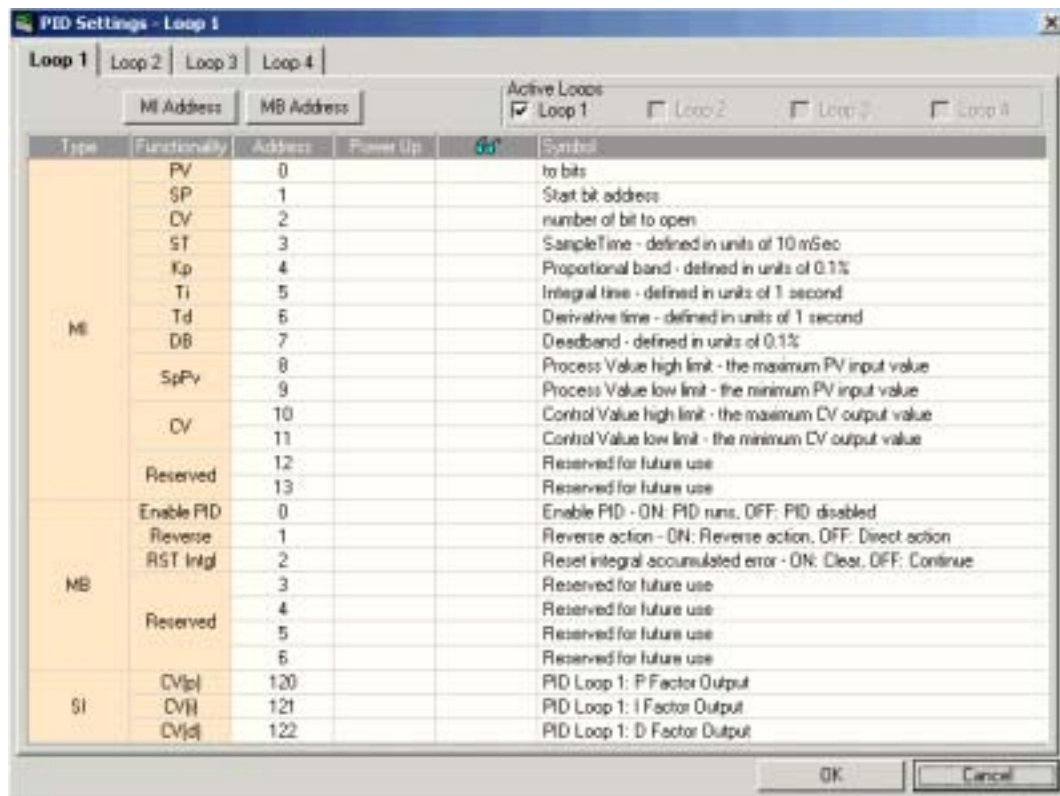 PID Settings - Loop 1
Loop 1 Loop 2 Loop 3 Loop 4
MI Address MB Address
Active Loops
Loop 1 Loop 2 Loop 3 Loop 4
Type Functionality Address Power Up Symbol
MI
PV 0 to bits
SP 1 Start bit address
CV 2 number of bit to open
ST 3 SampleTime - defined in units of 10 mSec
Kp 4 Proportional band - defined in units of 0.1%
Ti 5 Integral time - defined in units of 1 second
Td 6 Derivative time - defined in units of 1 second
DB 7 Deadband - defined in units of 0.1%
SpPv 8 Process Value high limit - the maximum PV input value
9 Process Value low limit - the minimum PV input value
CV 10 Control Value high limit - the maximum CV output value
11 Control Value low limit - the minimum CV output value
Reserved 12 Reserved for future use
13 Reserved for future use
MB
Enable PID 0 Enable PID - ON: PID runs, OFF: PID disabled
Reverse 1 Reverse action - ON: Reverse action, OFF: Direct action
RST Intgl 2 Reset integral accumulated error - ON: Clear, OFF: Continue
Reserved 3 Reserved for future use
4 Reserved for future use
5 Reserved for future use
6 Reserved for future use
SI
CV(p) 120 PID Loop 1: P Factor Output
CV(i) 121 PID Loop 1: I Factor Output
CV(d) 122 PID Loop 1: D Factor Output
OK Cancel